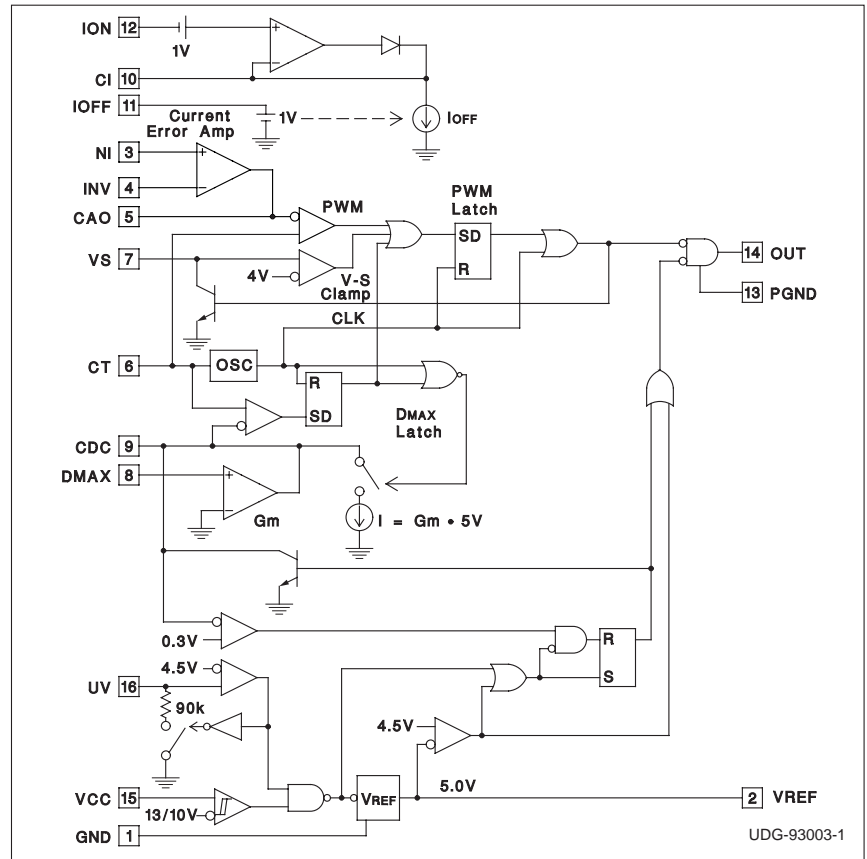 ION 12
1V
+
−
CI 10
IOFF 11
1V
IOFF
Current
Error Amp
NI 3
+
INV 4
−
CAO 5
PWM
PWM
Latch
SD
R
VS 7
4V
V-S
Clamp
14 OUT
13 PGND
CLK
CT 6
OSC
R
SD
DMAX
Latch
CDC 9
DMAX 8
+
−
Gm
I = Gm • 5V
0.3V
R
S
4.5V
UV 16
90k
4.5V
VCC 15
13/10V
VREF
5.0V
2 VREF
GND 1
UDG-93003-1